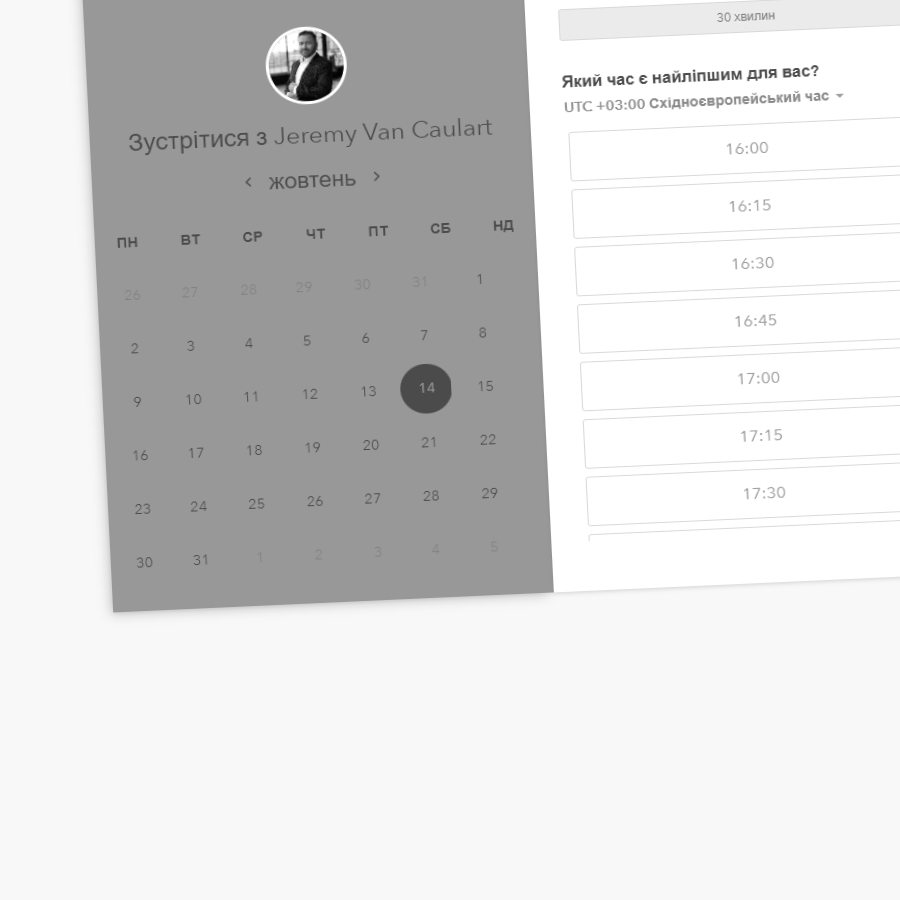 Зустрітися з Jeremy Van Caulart
‹ жовтень ›
ПН ВТ СР ЧТ ПТ СБ НД
26 27 28 29 30 31 1
2 3 4 5 6 7 8
9 10 11 12 13 14 15
16 17 18 19 20 21 22
23 24 25 26 27 28 29
30 31 1 2 3 4 5
30 хвилин
Який час є найліпшим для вас?
UTC +03:00 Східноєвропейський час
16:00
16:15
16:30
16:45
17:00
17:15
17:30